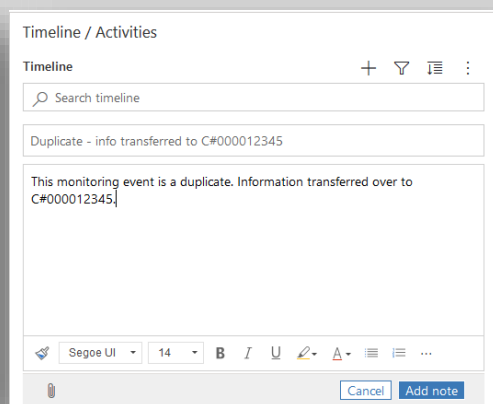 Timeline / Activities
Timeline
Search timeline
Duplicate - info transferred to C#000012345
This monitoring event is a duplicate. Information transferred over to
C#000012345.
Segoe UI 14 B I U A ...
Cancel Add note